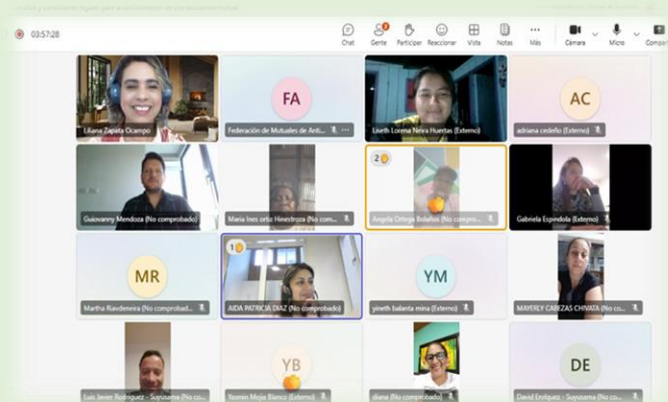 03:57:28
Chat
Gente
Participar
Reaccionar
Vista
Notas
Más
Cámara
Micro
Compar
Liliana Zapata Ocampo
FA
Federación de Mutuales de Anti...
Liseth Lorena Neira Huertas (Externo)
AC
adriana cedeño (Externo)
Guiovanny Mendoza (No comprobado)
Maria Ines ortiz Hinestroza (No com...
2
Angela Ortega Bolaños (No compro...
Gabriela Espindola (Externo)
MR
Martha (No comprobad...
1
AIDA PATRICIA DIAZ (No comprobado)
YM
yineth balanta mina (Externo)
MAYERLY CABEZAS CHIVATA (No co...
Luis Javier Rodriguez - Suyusama (No c...
YB
Yasmin Mejia Blanco (Externo)
diana (No comprobado)
DE
David Enriquez - Suyusama (No co...